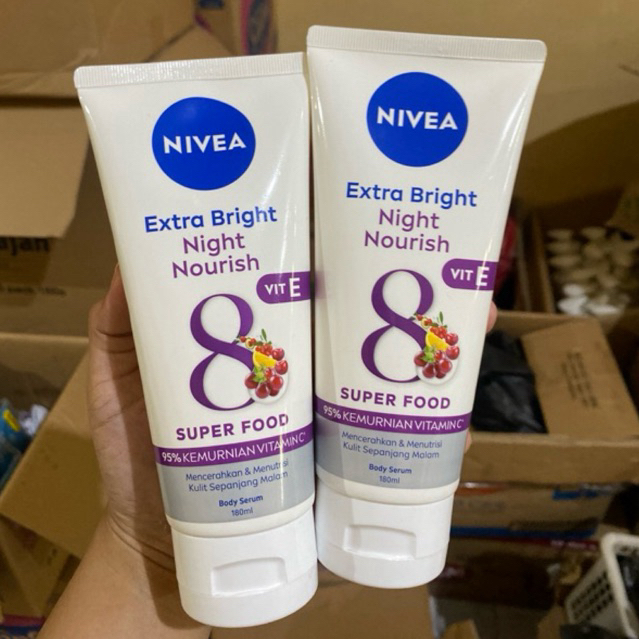 NIVEA
Extra Bright
Night
Nourish
VIT E
8
SUPER FOOD
95% KEMURNIAN VITAMIN C*
Mencerahkan & Menutrisi
Kulit Sepanjang Malam
Body Serum
180ml
NIVEA
Extra Bright
Night
Nourish
VIT E
8
SUPER FOOD
95% KEMURNIAN VITAMIN C*
Mencerahkan & Menutrisi
Kulit Sepanjang Malam
Body Serum
180ml